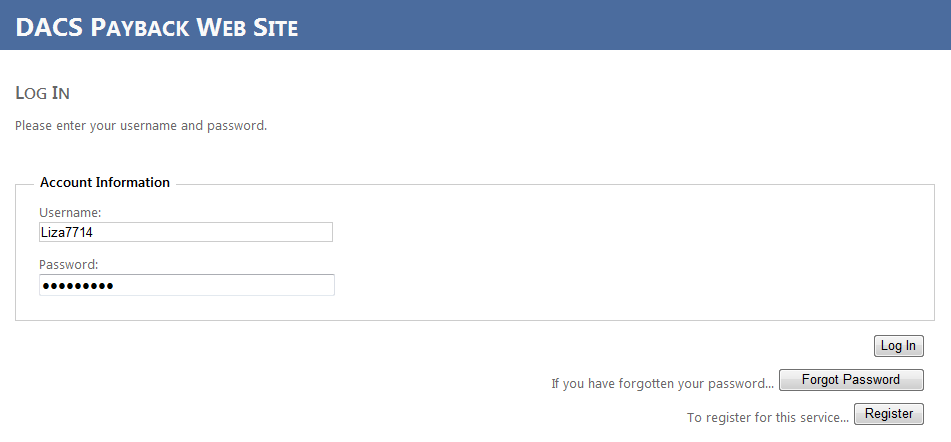 DACS Payback Web Site
Log In
Please enter your username and password.
Account Information
Username:
Liza7714
Password:
●●●●●●●●●
Log In
If you have forgotten your password... Forgot Password
To register for this service... Register